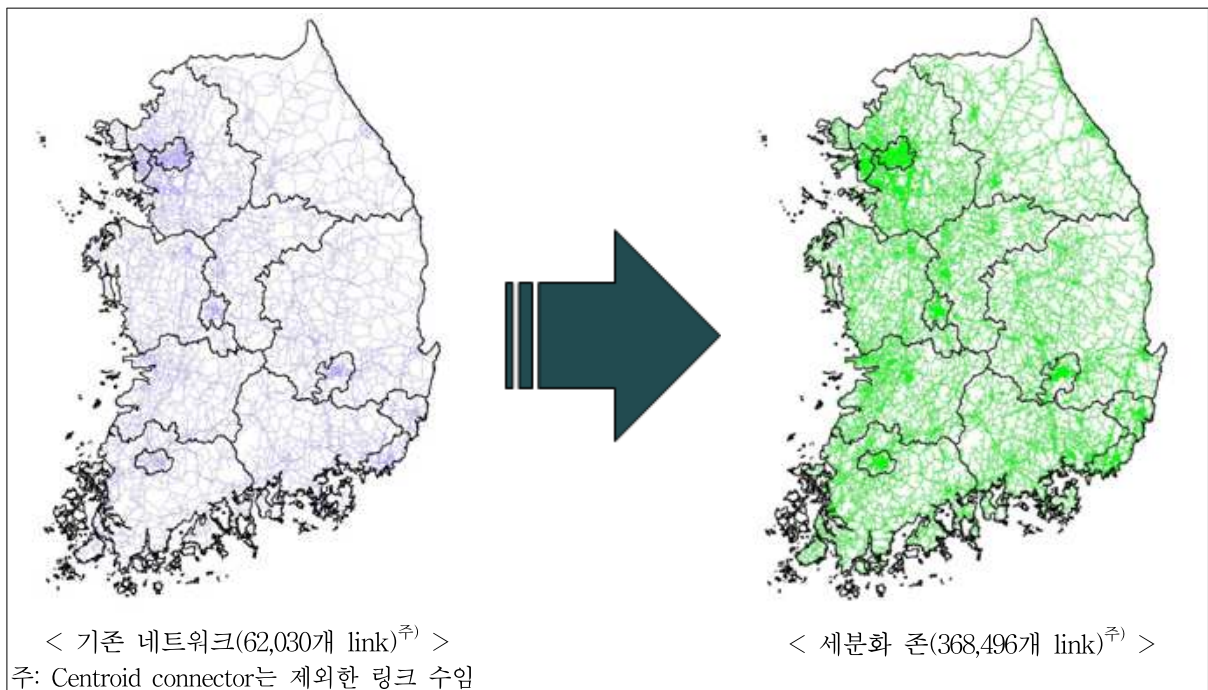 < 기존 네트워크(62,030개 link)주) >
< 세분화 존(368,496개 link)주) >
주: Centroid connector는 제외한 링크 수임